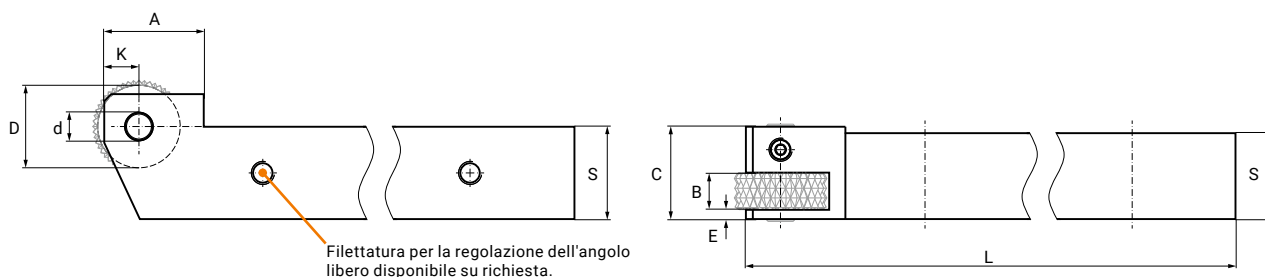 A
K
D
d
S
Filettatura per la regolazione dell'angolo
libero disponibile su richiesta.
C
B
E
S
L